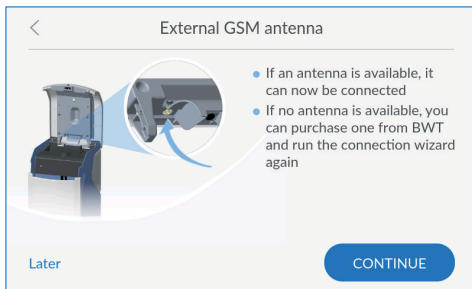 External GSM antenna
If an antenna is available, it
can now be connected
If no antenna is available, you
can purchase one from BWT
and run the connection wizard
again
Later
CONTINUE